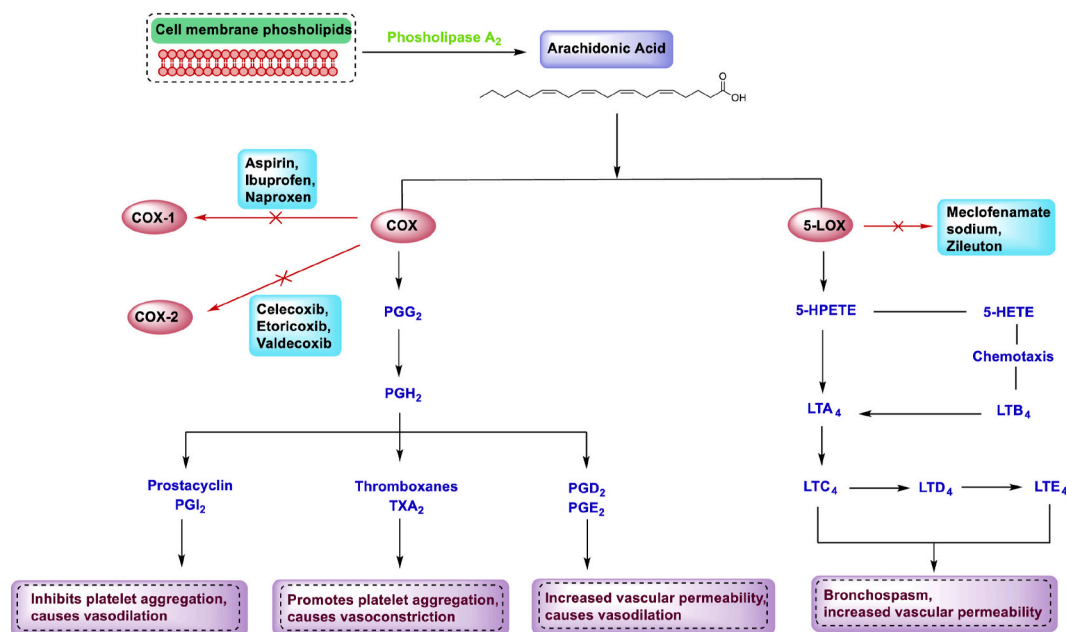 Cell membrane phospholipids
Phosholipase A₂
Arachidonic Acid
O
OH
Aspirin,
Ibuprofen,
Naproxen
COX-1
COX
5-LOX
Meclofenamate
sodium,
Zileuton
COX-2
Celecoxib,
Etoricoxib,
Valdecoxib
PGG₂
5-HPETE
5-HETE
Chemotaxis
PGH₂
LTA₄
LTB₄
Prostacyclin
PGI₂
Thromboxanes
TXA₂
PGD₂
PGE₂
LTC₄
LTD₄
LTE₄
Inhibits platelet aggregation,
causes vasodilation
Promotes platelet aggregation,
causes vasoconstriction
Increased vascular permeability,
causes vasodilation
Bronchospasm,
increased vascular permeability